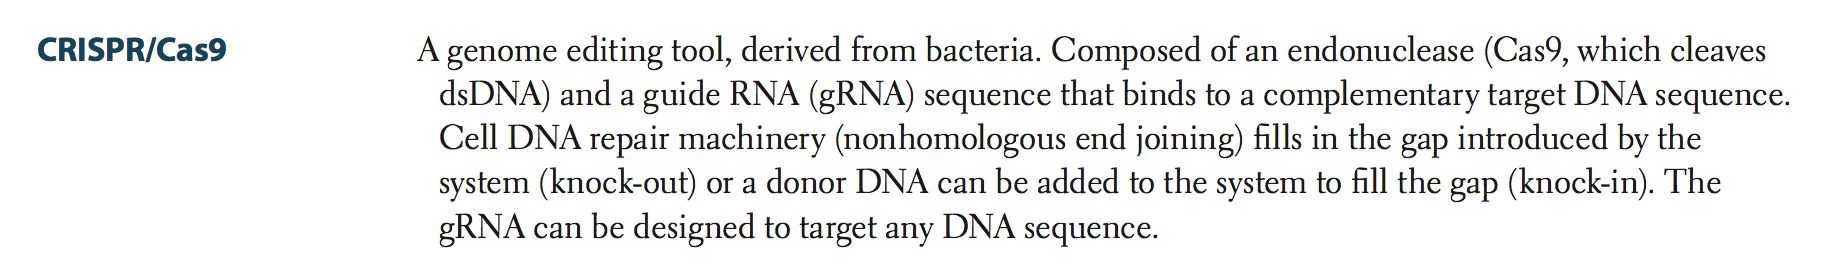 CRISPR/Cas9 A genome editing tool, derived from bacteria. Composed of an endonuclease (Cas9, which cleaves
dsDNA) and a guide RNA (gRNA) sequence that binds to a complementary target DNA sequence.
Cell DNA repair machinery (nonhomologous end joining) fills in the gap introduced by the
system (knock-out) or a donor DNA can be added to the system to fill the gap (knock-in). The
gRNA can be designed to target any DNA sequence.